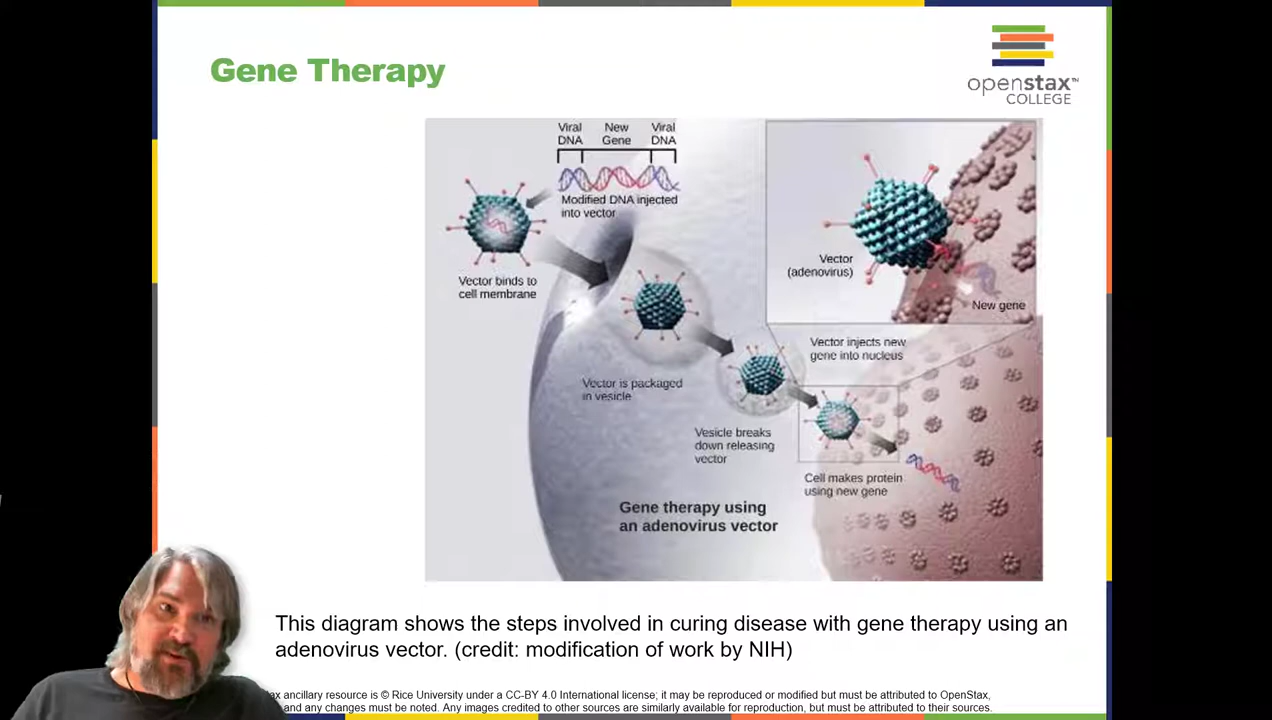 Gene Therapy
openstax™
COLLEGE
Viral New Viral
DNA Gene DNA
Modified DNA injected
into vector
Vector binds to
cell membrane
Vector
(adenovirus)
New gene
Vector injects new
gene into nucleus
Vector is packaged
in vesicle
Vesicle breaks
down releasing
vector
Cell makes protein
using new gene
Gene therapy using
an adenovirus vector
This diagram shows the steps involved in curing disease with gene therapy using an
adenovirus vector. (credit: modification of work by NIH)
ancillary resource is © Rice University under a CC-BY 4.0 International license; it may be reproduced or modified but must be attributed to OpenStax,
and any changes must be noted. Any images credited to other sources are similarly available for reproduction, but must be attributed to their sources.